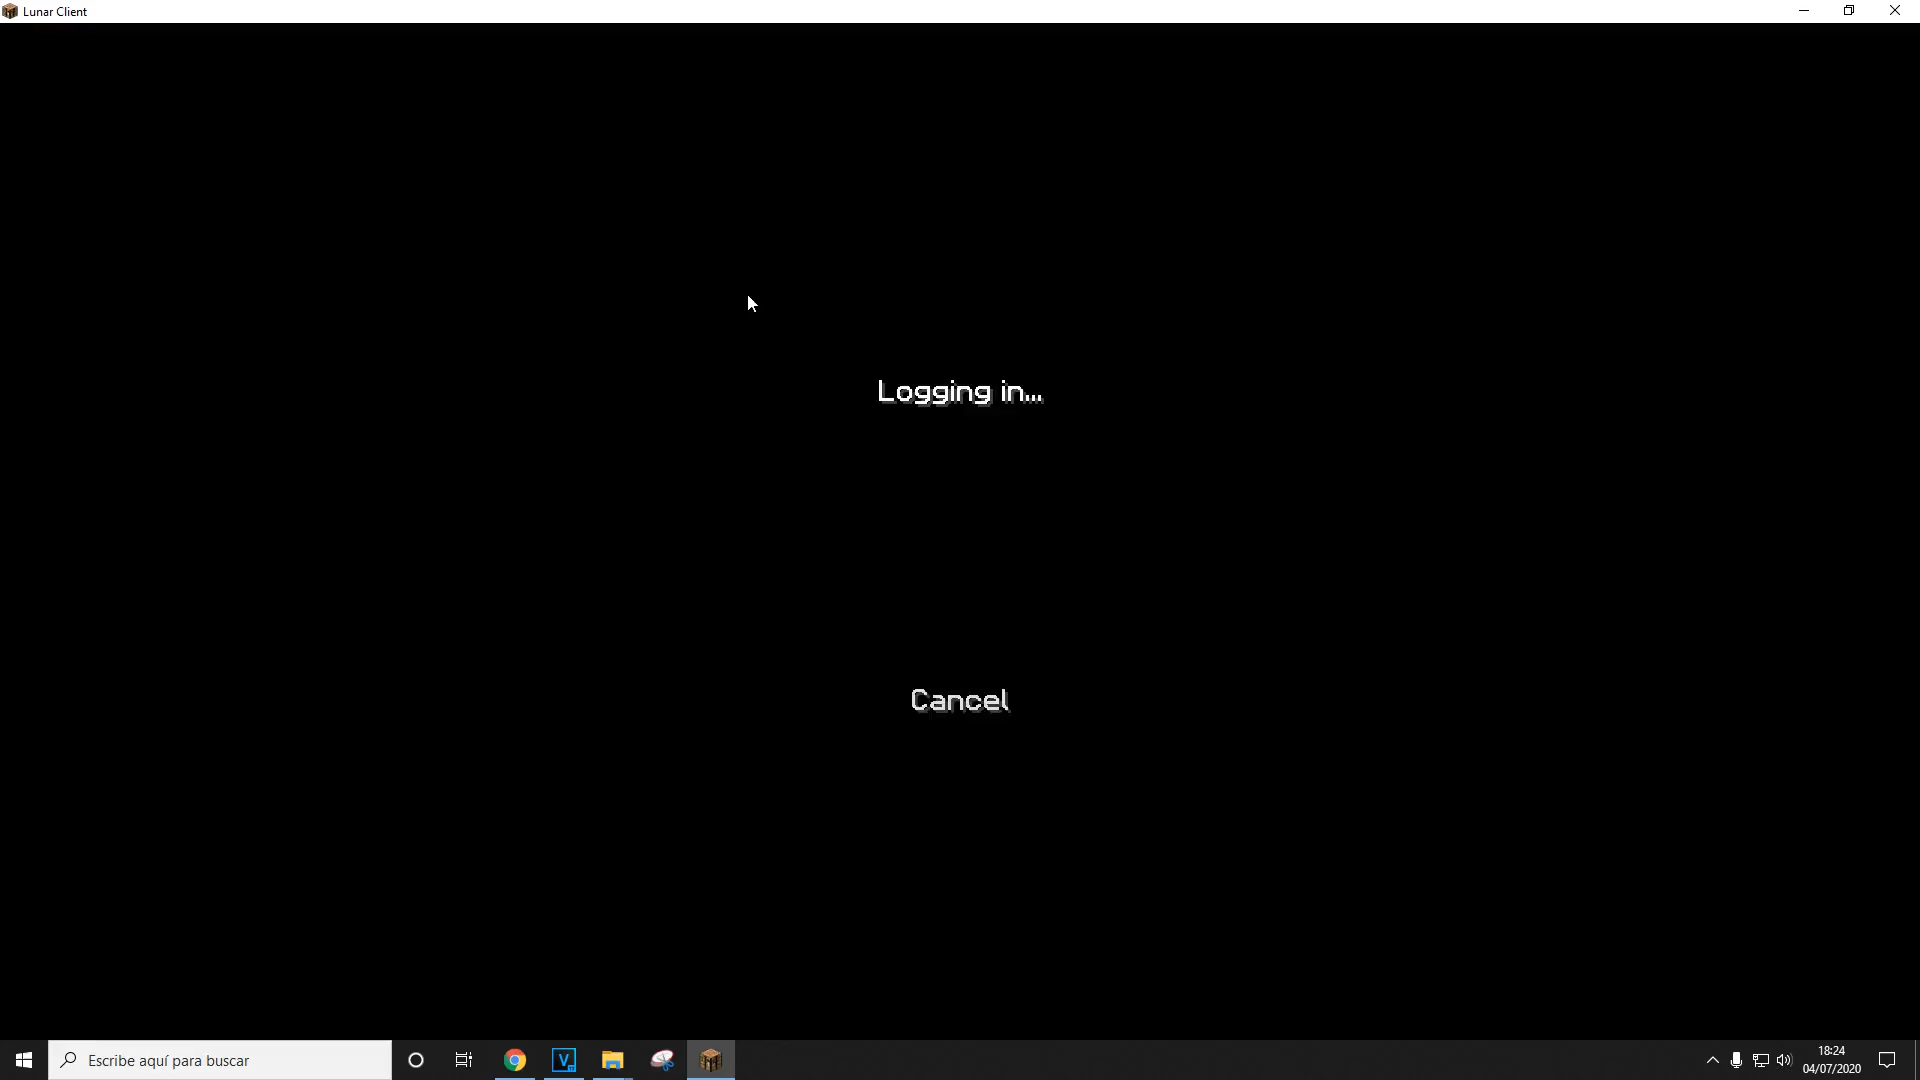 Lunar Client
Logging in...
Cancel
Escribe aquí para buscar
18:24
04/07/2020